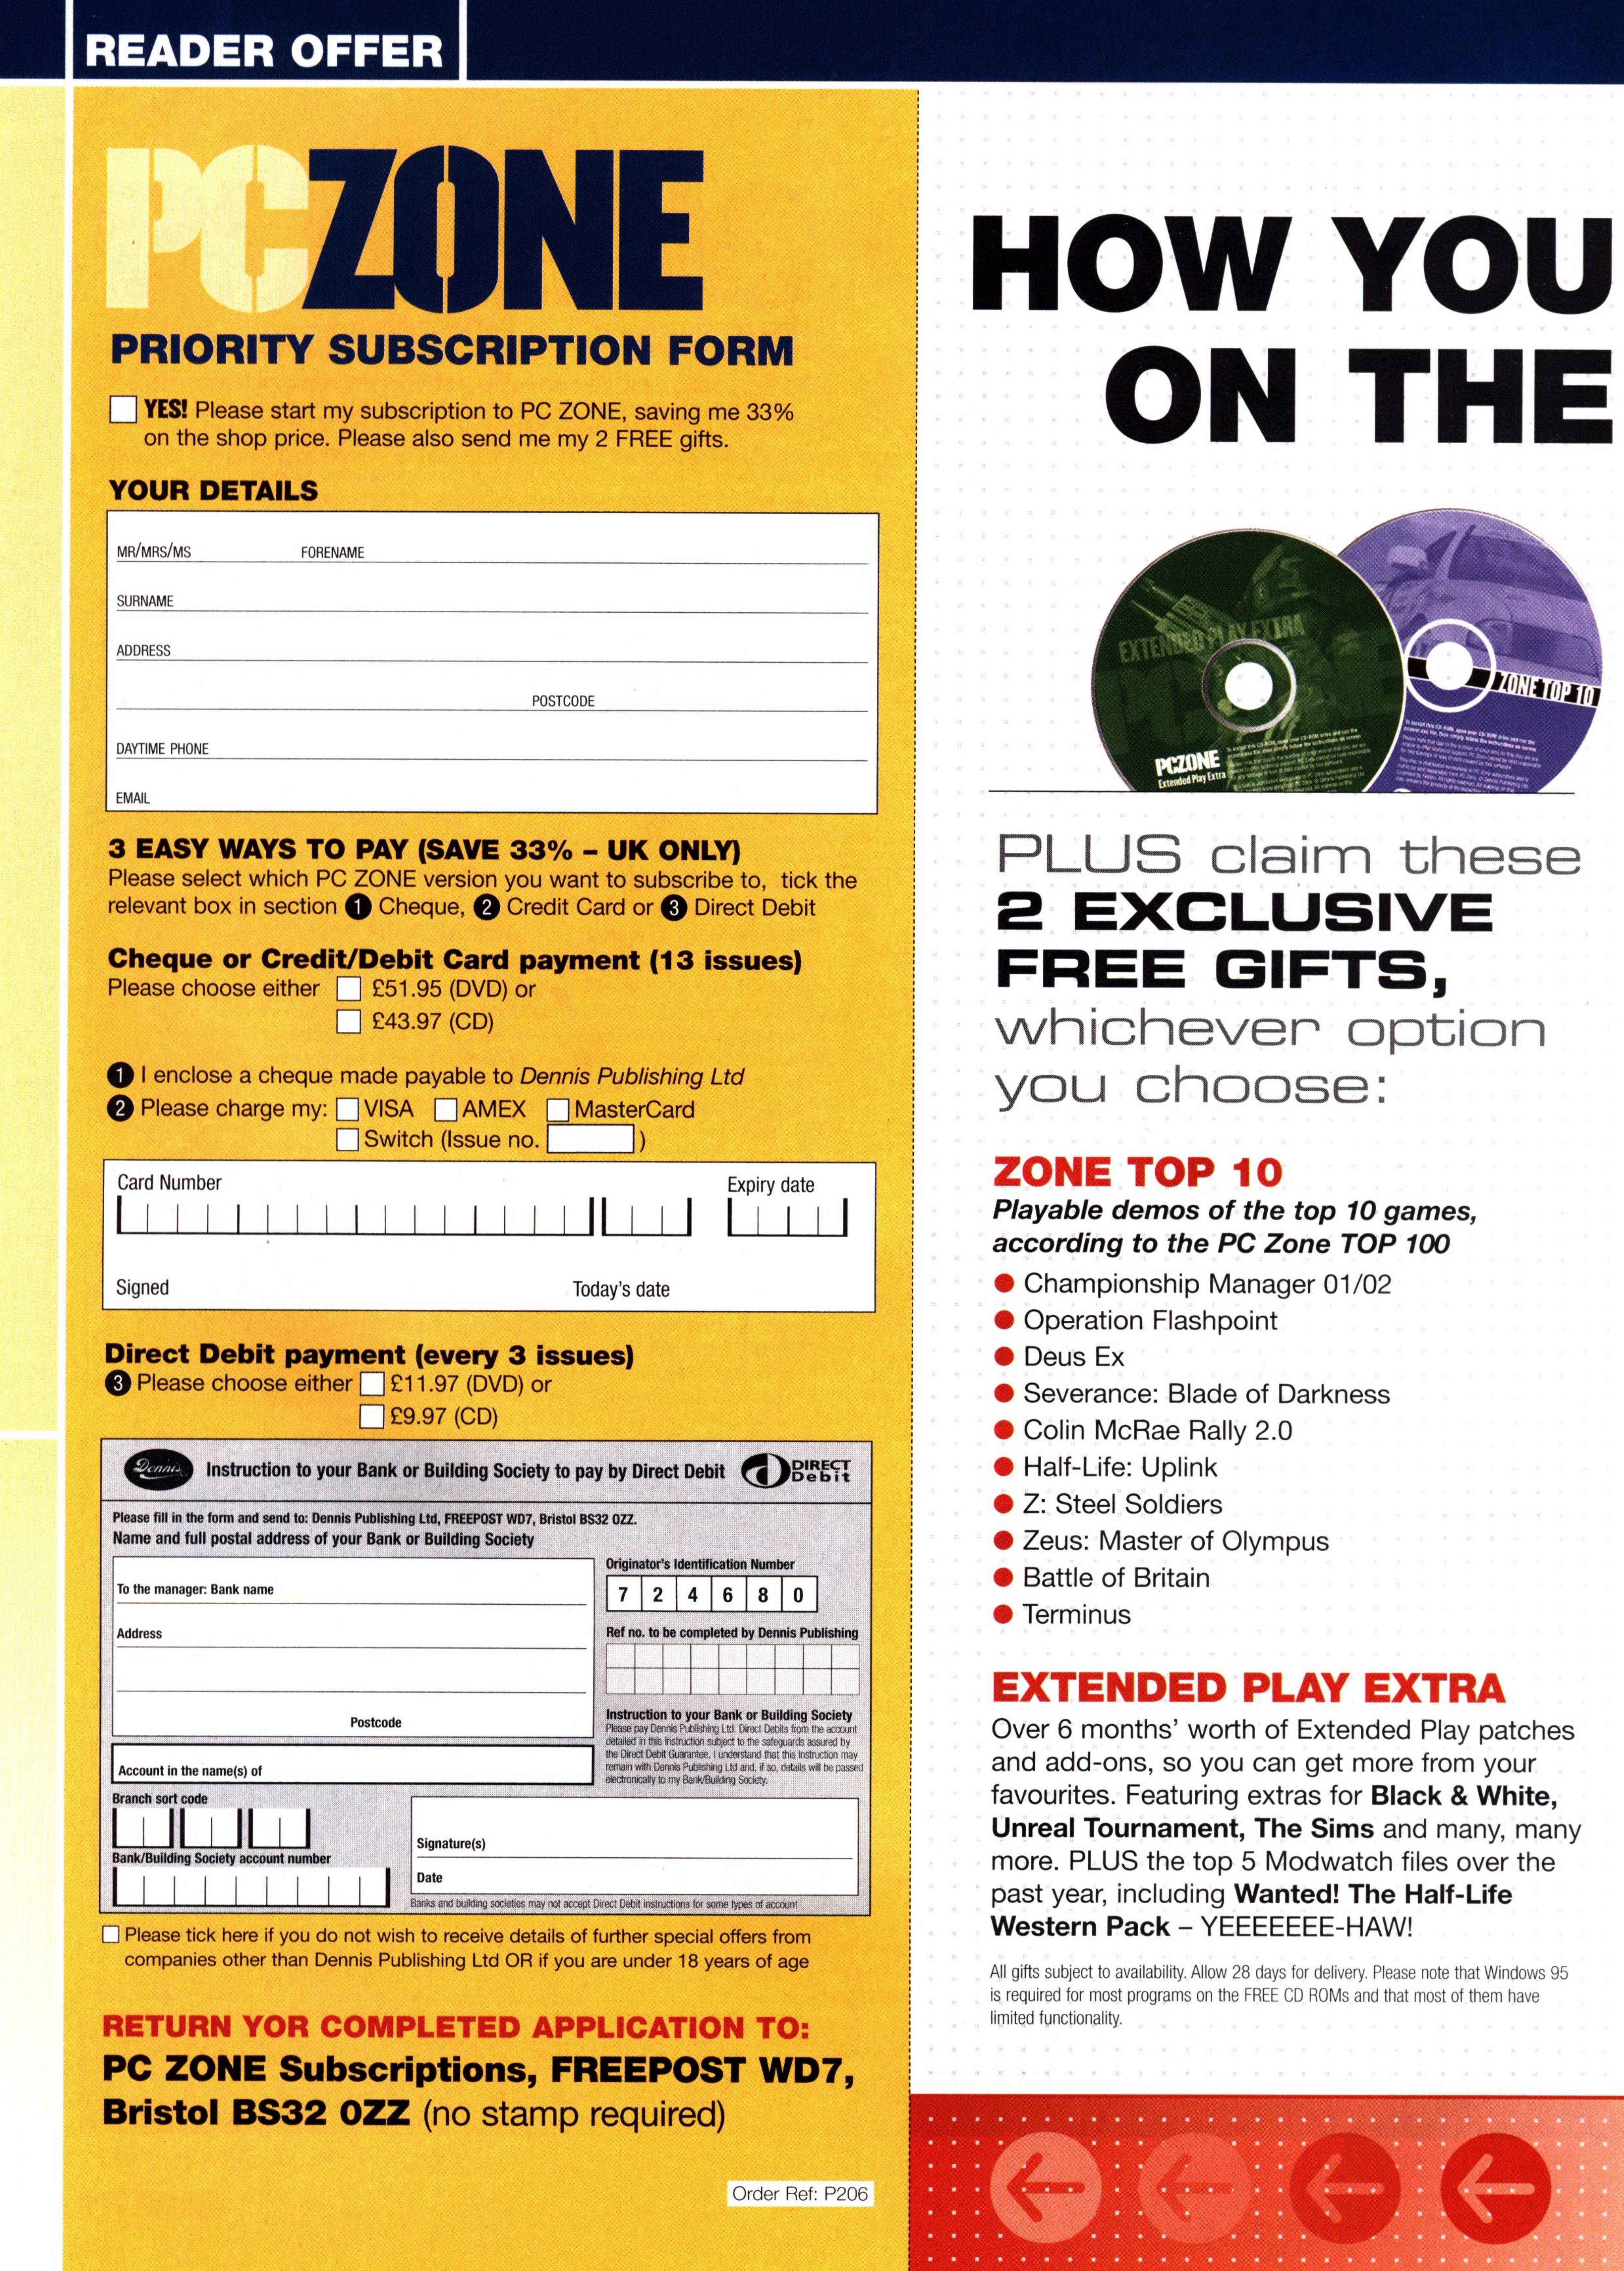 READER OFFER
PCZONE
PRIORITY SUBSCRIPTION FORM
YES! Please start my subscription to PC ZONE, saving me 33%
on the shop price. Please also send me my 2 FREE gifts.
YOUR DETAILS
MR/MRS/MS FORENAME
SURNAME
ADDRESS
POSTCODE
DAYTIME PHONE
EMAIL
3 EASY WAYS TO PAY (SAVE 33% – UK ONLY)
Please select which PC ZONE version you want to subscribe to, tick the
relevant box in section 1 Cheque, 2 Credit Card or 3 Direct Debit
Cheque or Credit/Debit Card payment (13 issues)
Please choose either £51.95 (DVD) or
£43.97 (CD)
1 I enclose a cheque made payable to Dennis Publishing Ltd
2 Please charge my: VISA AMEX MasterCard
Switch (Issue no. )
Card Number Expiry date
Signed Today's date
Direct Debit payment (every 3 issues)
3 Please choose either £11.97 (DVD) or
£9.97 (CD)
Dennis Instruction to your Bank or Building Society to pay by Direct Debit DIRECT Debit
Please fill in the form and send to: Dennis Publishing Ltd, FREEPOST WD7, Bristol BS32 0ZZ.
Name and full postal address of your Bank or Building Society
To the manager: Bank name
Address
Postcode
Account in the name(s) of
Branch sort code
Bank/Building Society account number
Originator's Identification Number
7 2 4 6 8 0
Ref no. to be completed by Dennis Publishing
Instruction to your Bank or Building Society
Please pay Dennis Publishing Ltd. Direct Debits from the account
detailed in this Instruction subject to the safeguards assured by
the Direct Debit Guarantee. I understand that this Instruction may
remain with Dennis Publishing Ltd and, if so, details will be passed
electronically to my Bank/Building Society.
Signature(s)
Date
Banks and building societies may not accept Direct Debit instructions for some types of account
Please tick here if you do not wish to receive details of further special offers from
companies other than Dennis Publishing Ltd OR if you are under 18 years of age
RETURN YOR COMPLETED APPLICATION TO:
PC ZONE Subscriptions, FREEPOST WD7,
Bristol BS32 0ZZ (no stamp required)
Order Ref: P206
HOW YOU
ON THE
EXTENDED PLAY EXTRA
PCZONE
Extended Play Extra
ZONE TOP 10
PLUS claim these
2 EXCLUSIVE
FREE GIFTS,
whichever option
you choose:
ZONE TOP 10
Playable demos of the top 10 games,
according to the PC Zone TOP 100
Championship Manager 01/02
Operation Flashpoint
Deus Ex
Severance: Blade of Darkness
Colin McRae Rally 2.0
Half-Life: Uplink
Z: Steel Soldiers
Zeus: Master of Olympus
Battle of Britain
Terminus
EXTENDED PLAY EXTRA
Over 6 months' worth of Extended Play patches
and add-ons, so you can get more from your
favourites. Featuring extras for Black & White,
Unreal Tournament, The Sims and many, many
more. PLUS the top 5 Modwatch files over the
past year, including Wanted! The Half-Life
Western Pack – YEEEEEEE-HAW!
All gifts subject to availability. Allow 28 days for delivery. Please note that Windows 95
is required for most programs on the FREE CD ROMs and that most of them have
limited functionality.